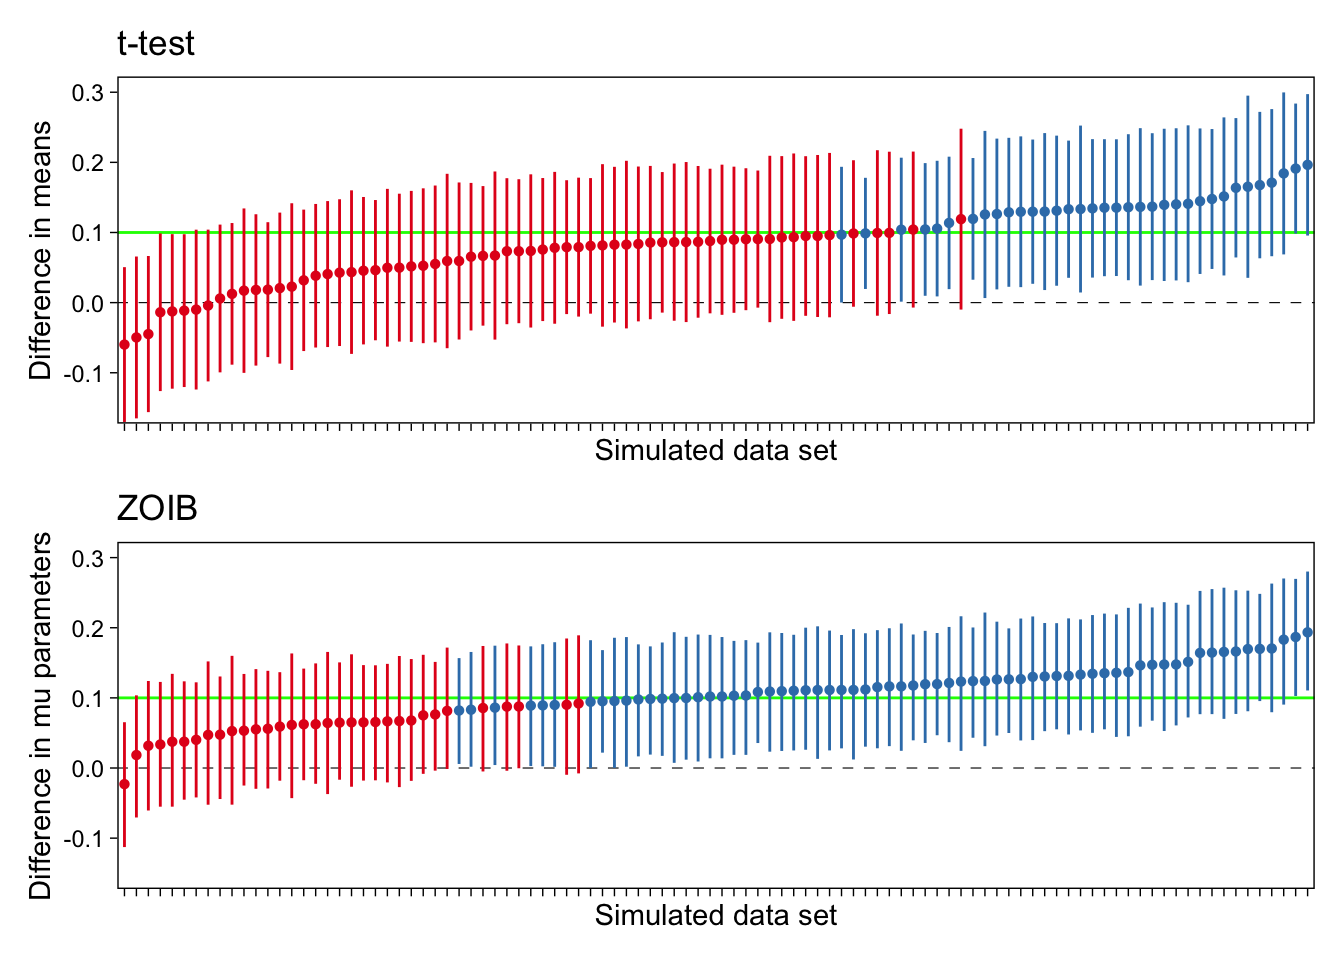 t-test
Difference in means
0.3
0.2
0.1
0.0
-0.1
Simulated data set
ZOIB
Difference in mu parameters
0.3
0.2
0.1
0.0
-0.1
Simulated data set